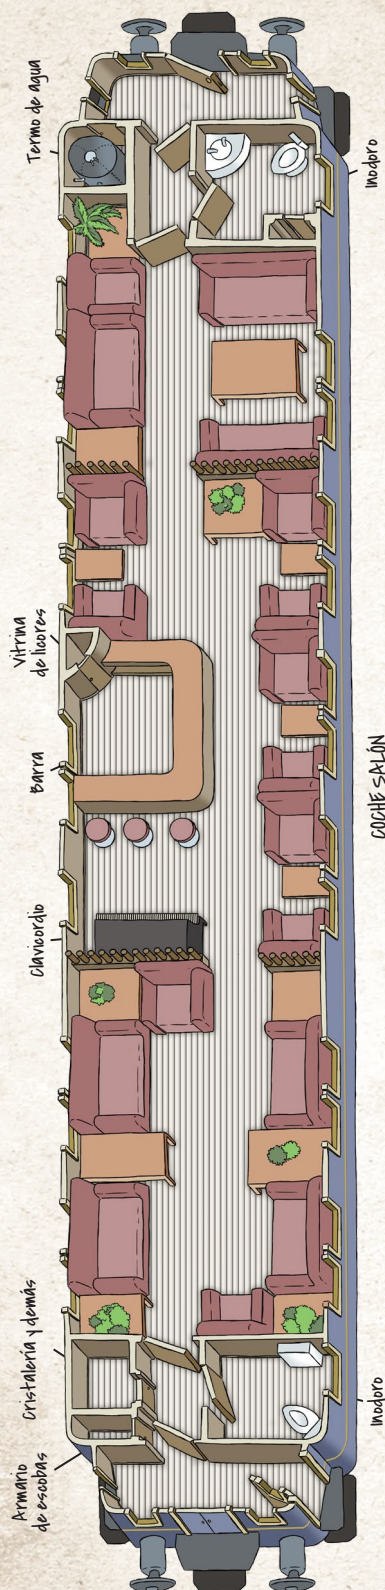 Armario
de escobas
Cristalería y demás
Clavicordio
Barra
Vitrina
de licores
Termo de agua
Inodoro
COCHE SALÓN
Inodoro